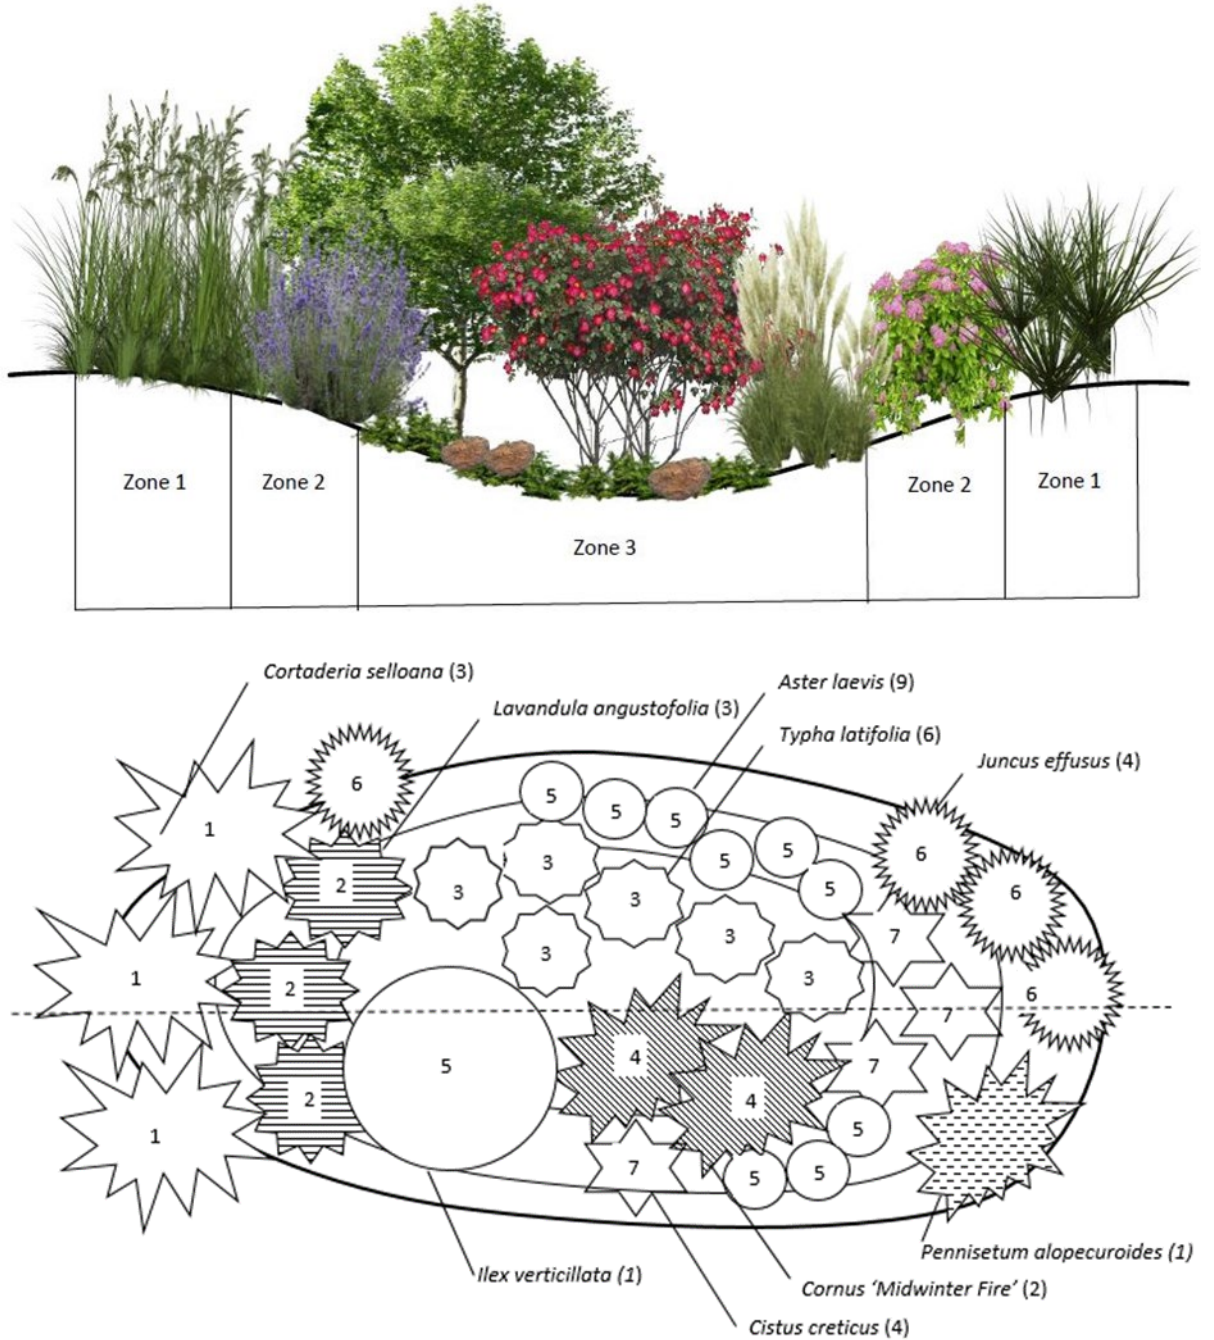 Zone 1
Zone 2
Zone 3
Zone 2
Zone 1
Cortaderia selloana (3)
Lavandula angustofolia (3)
Aster laevis (9)
Typha latifolia (6)
Juncus effusus (4)
6
1
5
5
5
5
5
5
6
6
2
3
3
3
3
3
3
7
1
2
6
7
5
4
7
4
2
1
5
7
5
5
Pennisetum alopecuroides (1)
Ilex verticillata (1)
Cornus ‘Midwinter Fire’ (2)
Cistus creticus (4)